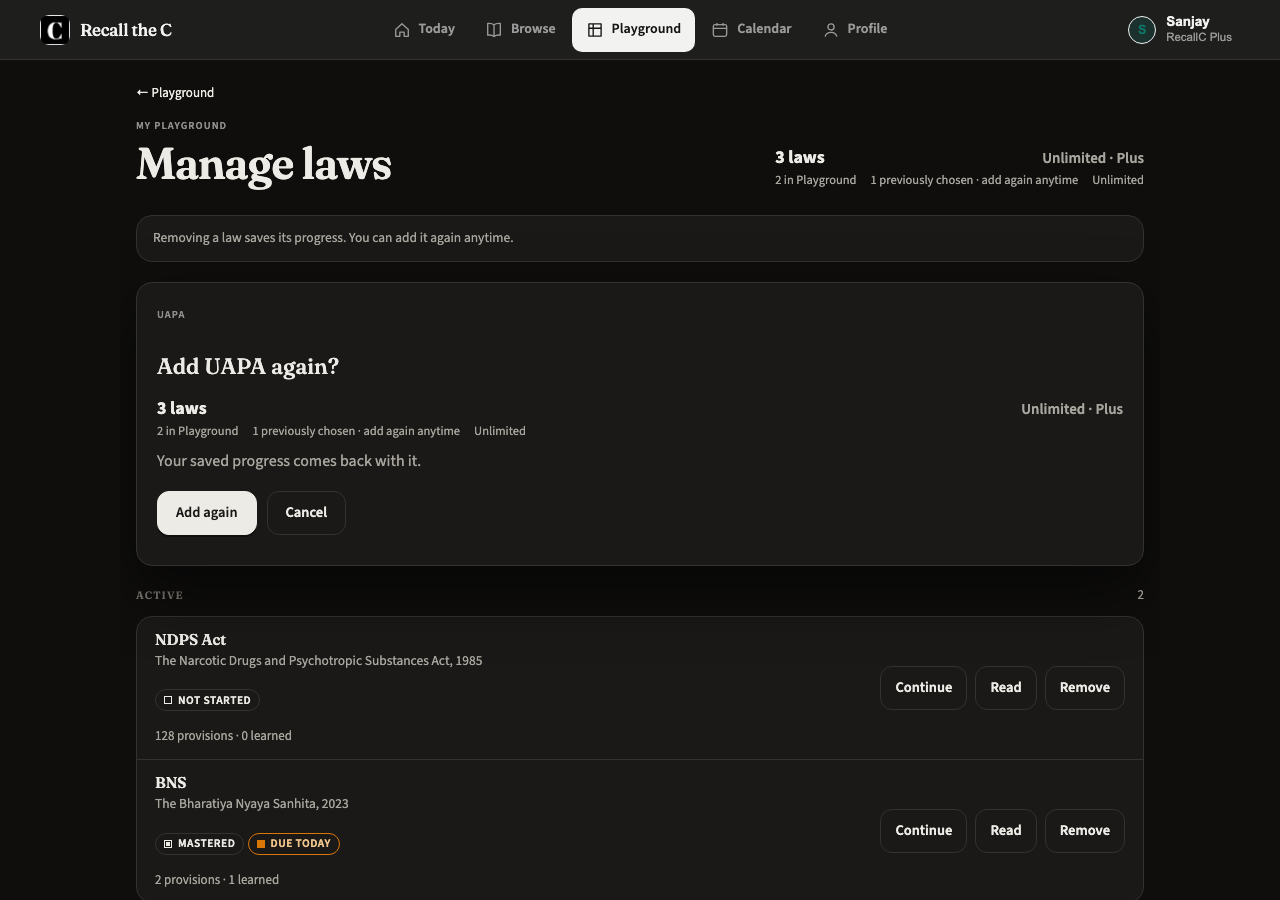 C Recall the C
Today
Browse
Playground
Calendar
Profile
S
Sanjay
RecallC Plus
← Playground
MY PLAYGROUND
Manage laws
3 laws Unlimited · Plus
2 in Playground 1 previously chosen · add again anytime Unlimited
Removing a law saves its progress. You can add it again anytime.
UAPA
Add UAPA again?
3 laws Unlimited · Plus
2 in Playground 1 previously chosen · add again anytime Unlimited
Your saved progress comes back with it.
Add again Cancel
ACTIVE 2
NDPS Act
The Narcotic Drugs and Psychotropic Substances Act, 1985
NOT STARTED
128 provisions · 0 learned
Continue Read Remove
BNS
The Bharatiya Nyaya Sanhita, 2023
MASTERED DUE TODAY
2 provisions · 1 learned
Continue Read Remove